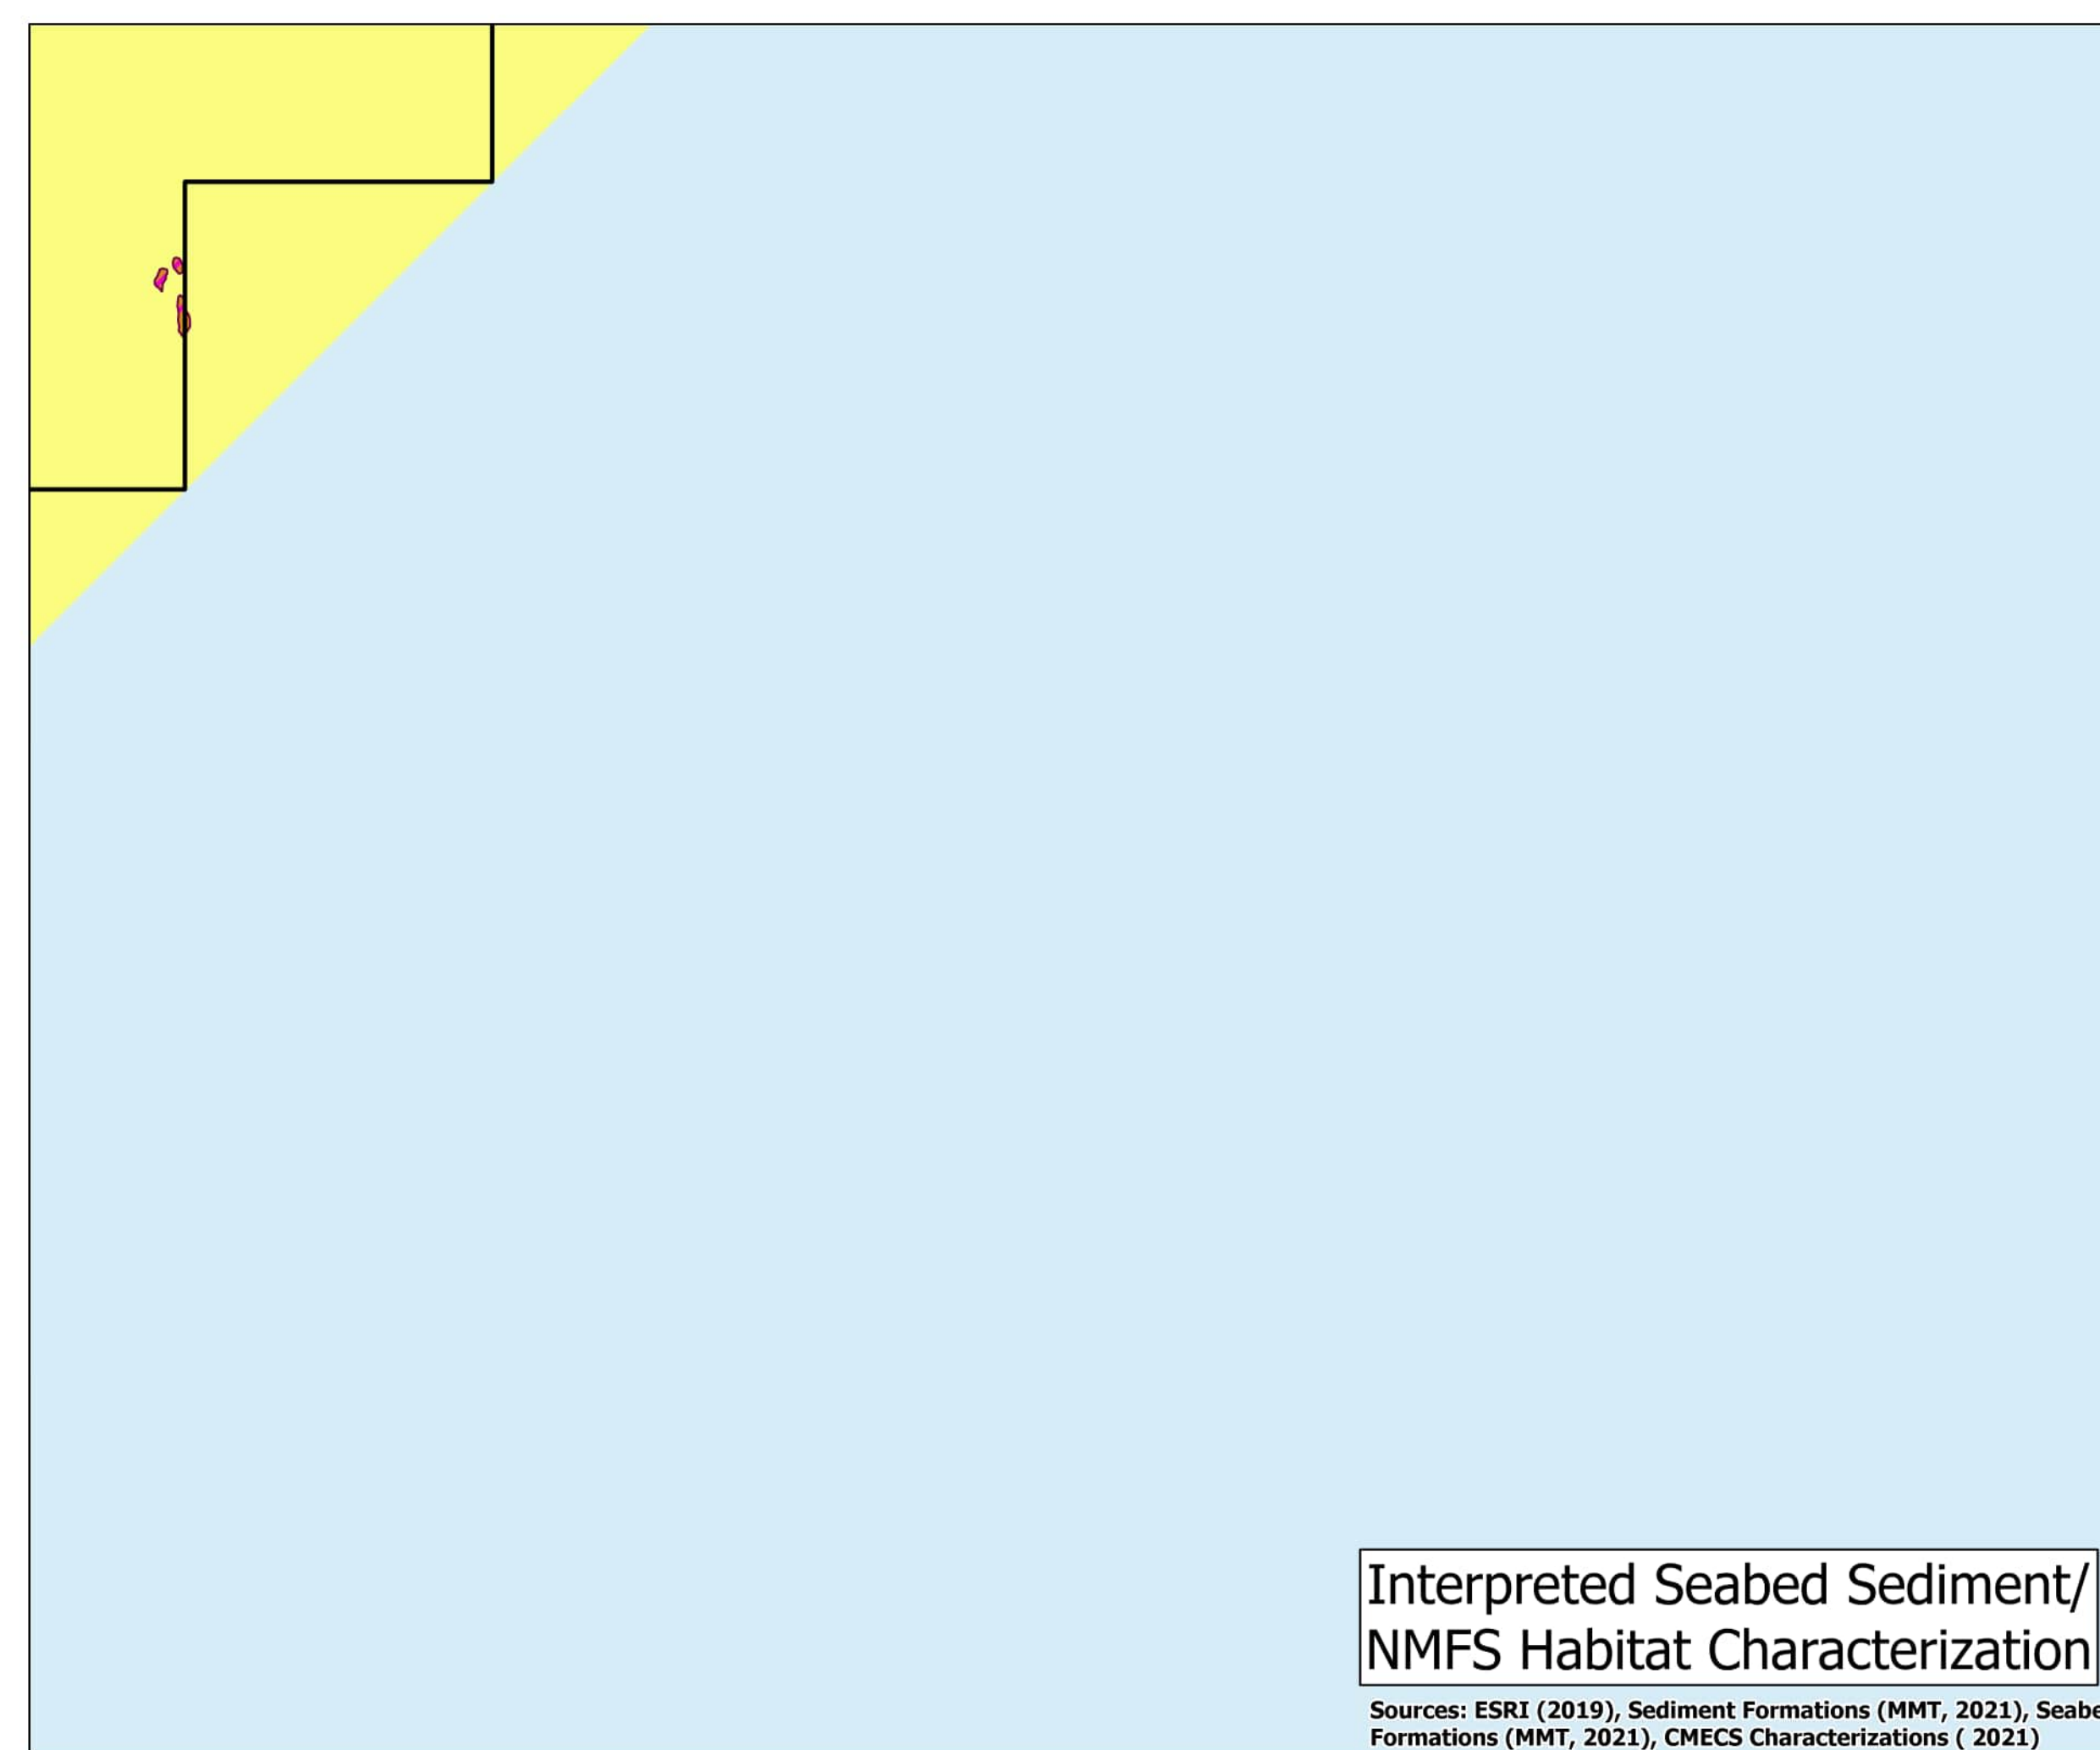 Interpreted Seabed Sediment/
NMFS Habitat Characterization
Sources: ESRI (2019), Sediment Formations (MMT, 2021), Seabe
Formations (MMT, 2021), CMECS Characterizations ( 2021)